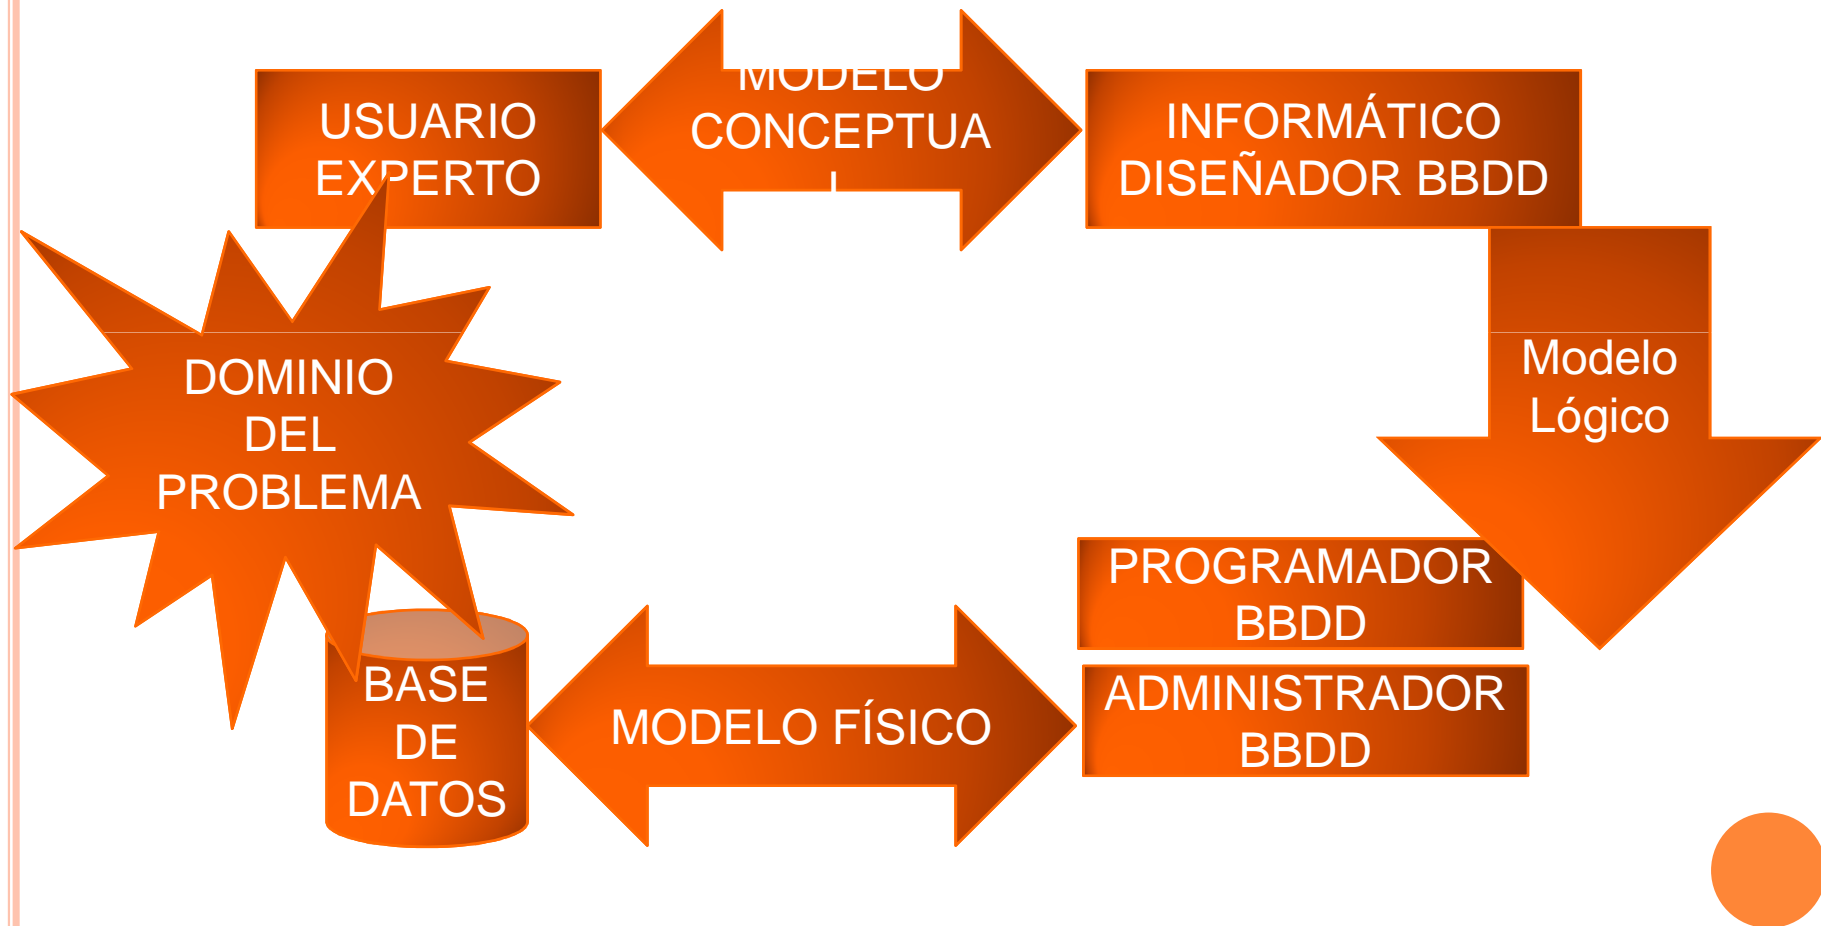 USUARIO
EXPERTO
MODELO
CONCEPTUA
L
INFORMÁTICO
DISEÑADOR BBDD
DOMINIO
DEL
PROBLEMA
Modelo
Lógico
PROGRAMADOR
BBDD
ADMINISTRADOR
BBDD
MODELO FÍSICO
BASE
DE
DATOS